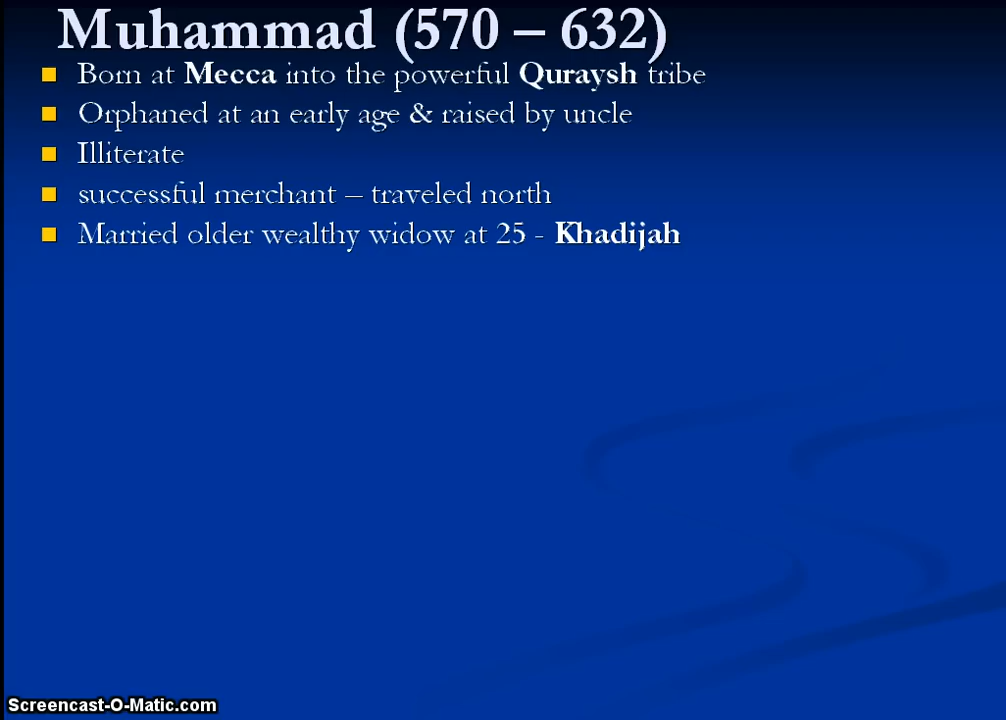 Muhammad (570 – 632)
Born at Mecca into the powerful Quraysh tribe
Orphaned at an early age & raised by uncle
Illiterate
successful merchant – traveled north
Married older wealthy widow at 25 - Khadijah
Screencast-O-Matic.com